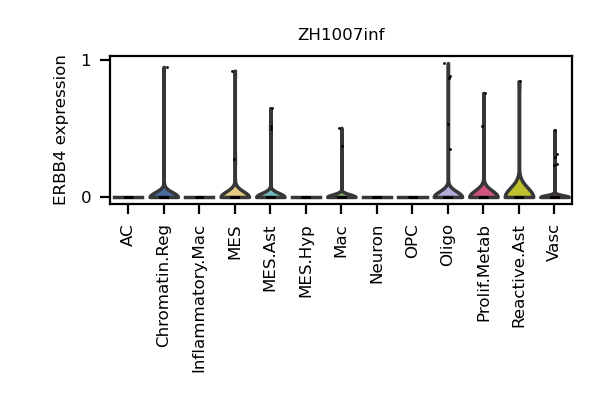 ZH1007inf
ERBB4 expression
1
0
AC
Chromatin.Reg
Inflammatory.Mac
MES
MES.Ast
MES.Hyp
Mac
Neuron
OPC
Oligo
Prolif.Metab
Reactive.Ast
Vasc